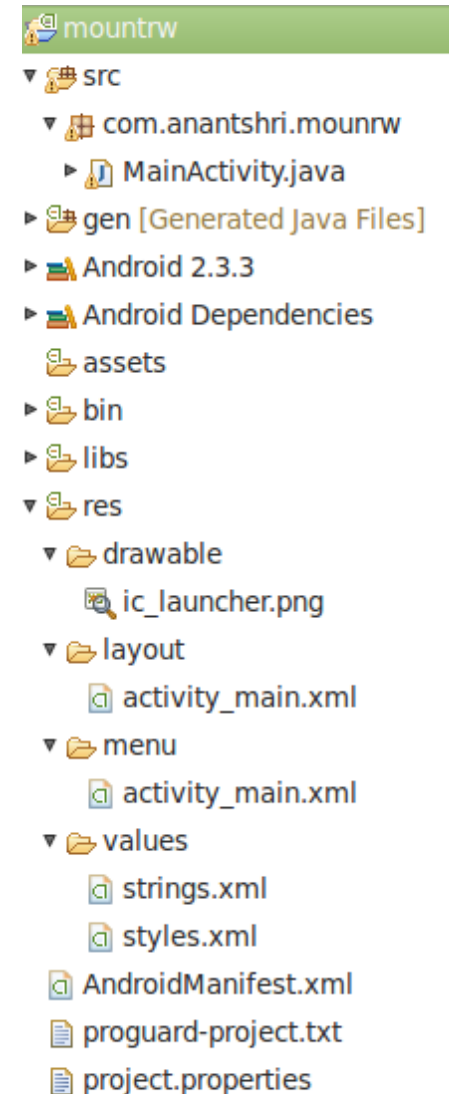 mountrw
src
com.anantshri.mounrw
MainActivity.java
gen [Generated Java Files]
Android 2.3.3
Android Dependencies
assets
bin
libs
res
drawable
ic_launcher.png
layout
activity_main.xml
menu
activity_main.xml
values
strings.xml
styles.xml
AndroidManifest.xml
proguard-project.txt
project.properties